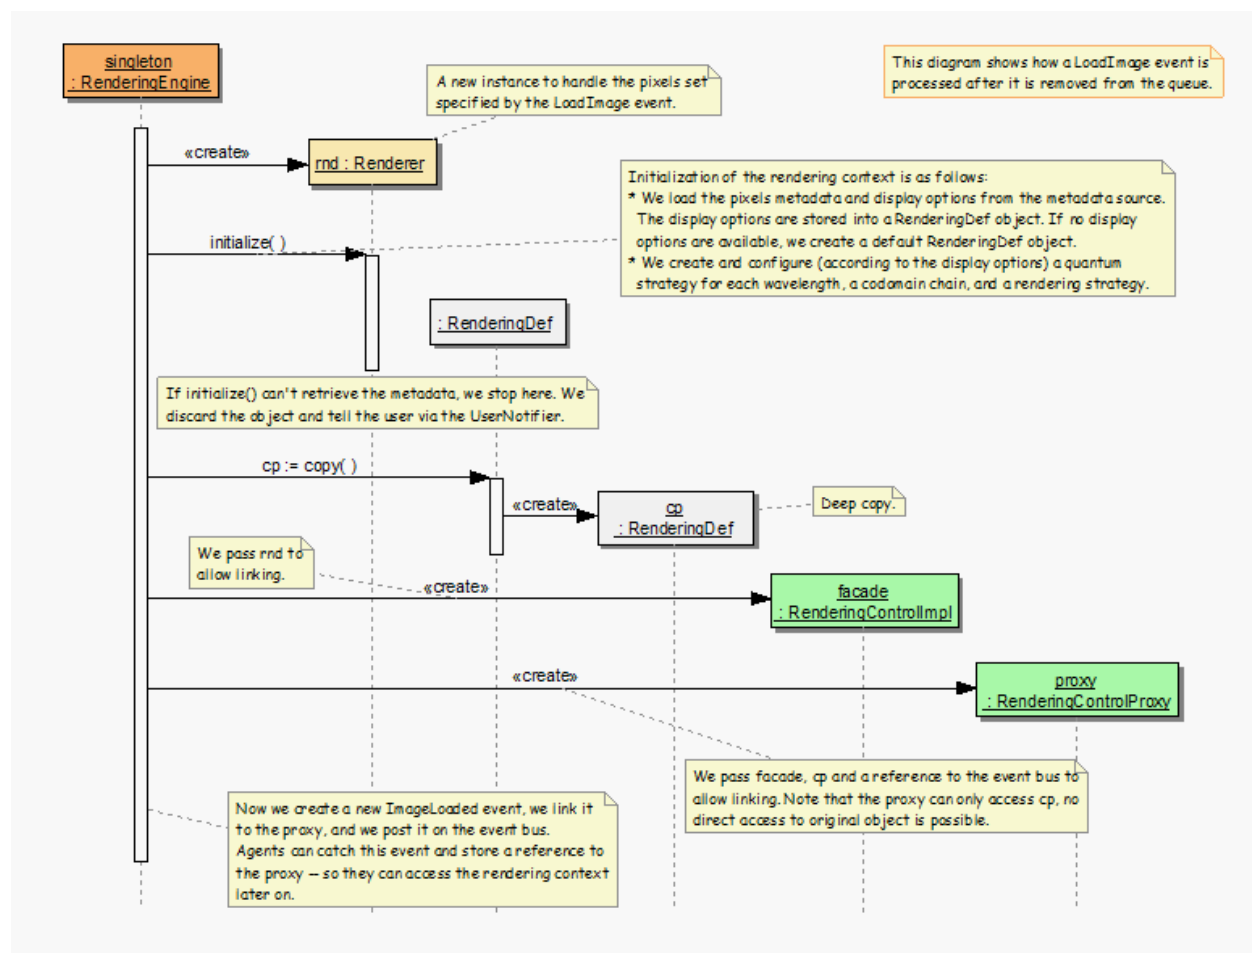 singleton
: RenderingEngine
This diagram shows how a LoadImage event is
processed after it is removed from the queue.
A new instance to handle the pixels set
specified by the LoadImage event.
«create»
rnd : Renderer
Initialization of the rendering context is as follows:
* We load the pixels metadata and display options from the metadata source.
The display options are stored into a RenderingDef object. If no display
options are available, we create a default RenderingDef object.
* We create and configure (according to the display options) a quantum
strategy for each wavelength, a codomain chain, and a rendering strategy.
initialize( )
: RenderingDef
If initialize() can't retrieve the metadata, we stop here. We
discard the object and tell the user via the UserNotifier.
cp := copy( )
«create»
cp
: RenderingDef
Deep copy.
We pass rnd to
allow linking.
«create»
facade
: RenderingControlImpl
«create»
proxy
: RenderingControlProxy
We pass facade, cp and a reference to the event bus to
allow linking. Note that the proxy can only access cp, no
direct access to original object is possible.
Now we create a new ImageLoaded event, we link it
to the proxy, and we post it on the event bus.
Agents can catch this event and store a reference to
the proxy – so they can access the rendering context
later on.